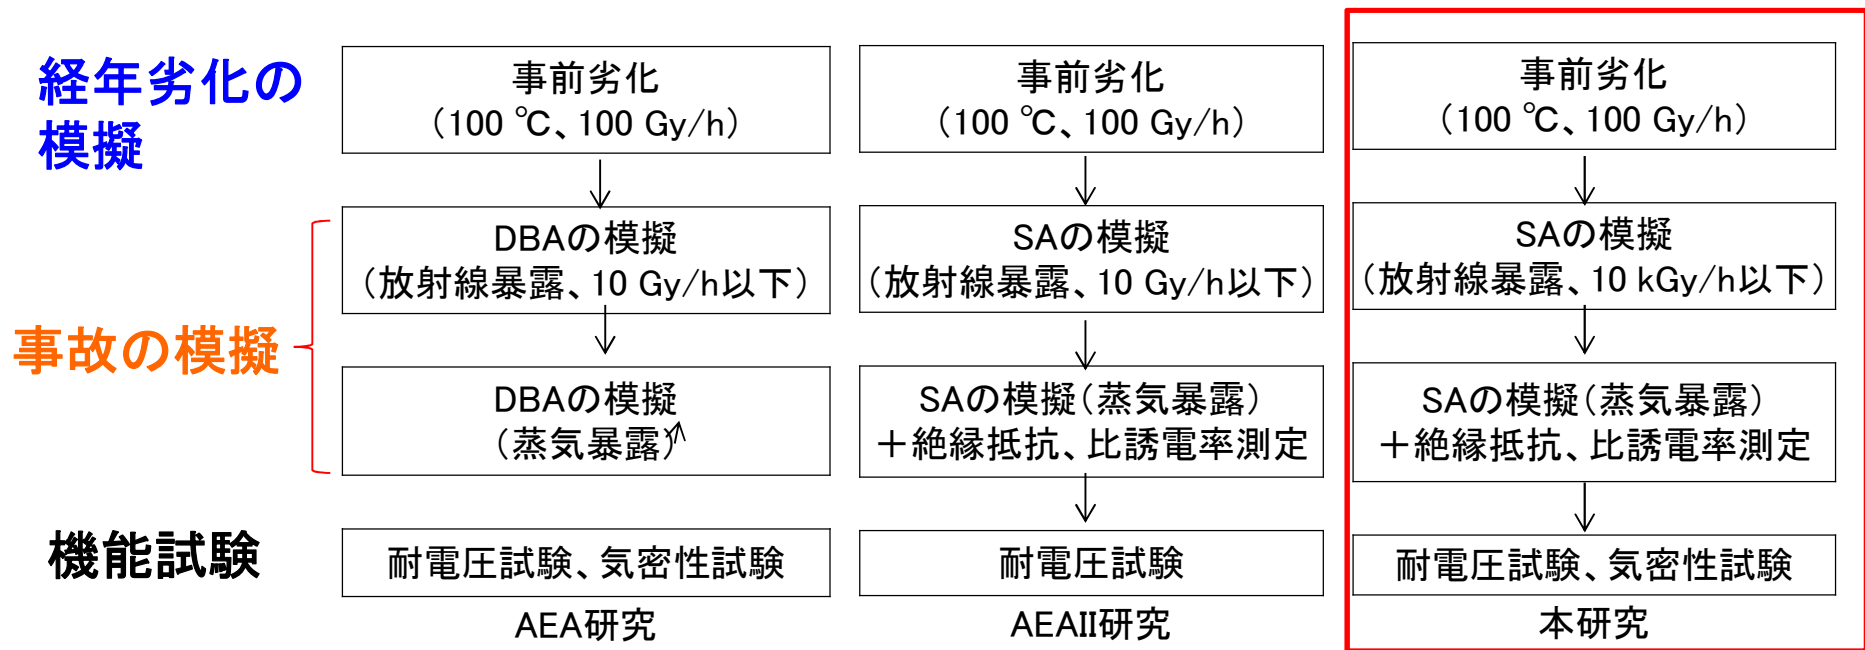 経年劣化の
模擬
事前劣化
(100 ℃、100 Gy/h)
事前劣化
(100 ℃、100 Gy/h)
事前劣化
(100 ℃、100 Gy/h)
事故の模擬
DBAの模擬
(放射線暴露、10 Gy/h以下)
SAの模擬
(放射線暴露、10 Gy/h以下)
SAの模擬
(放射線暴露、10 kGy/h以下)
DBAの模擬
(蒸気暴露)
SAの模擬(蒸気暴露)
+絶縁抵抗、比誘電率測定
SAの模擬(蒸気暴露)
+絶縁抵抗、比誘電率測定
機能試験
耐電圧試験、気密性試験
耐電圧試験
耐電圧試験、気密性試験
AEA研究
AEAII研究
本研究